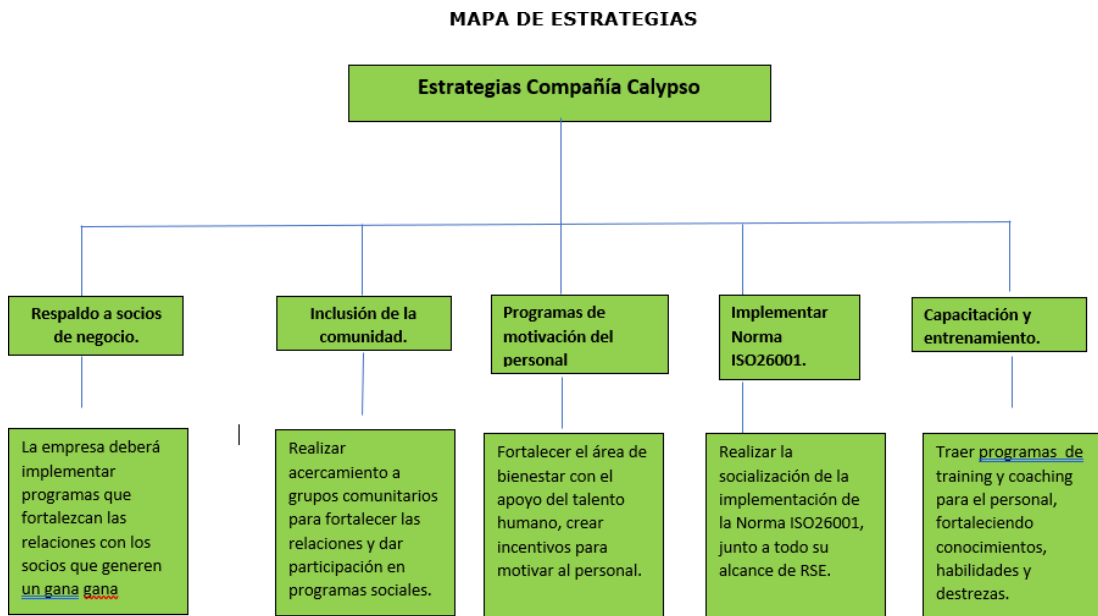 MAPA DE ESTRATEGIAS
Estrategias Compañía Calypso
Respaldo a socios
de negocio.
Inclusión de la
comunidad.
Programas de
motivación del
personal
Implementar
Norma
ISO26001.
Capacitación y
entrenamiento.
La empresa deberá
implementar
programas que
fortalezcan las
relaciones con los
socios que generen
un gana gana
Realizar
acercamiento a
grupos comunitarios
para fortalecer las
relaciones y dar
participación en
programas sociales.
Fortalecer el área de
bienestar con el
apoyo del talento
humano, crear
incentivos para
motivar al personal.
Realizar la
socialización de la
implementación de
la Norma ISO26001,
junto a todo su
alcance de RSE.
Traer programas de
training y coaching
para el personal,
fortaleciendo
conocimientos,
habilidades y
destrezas.